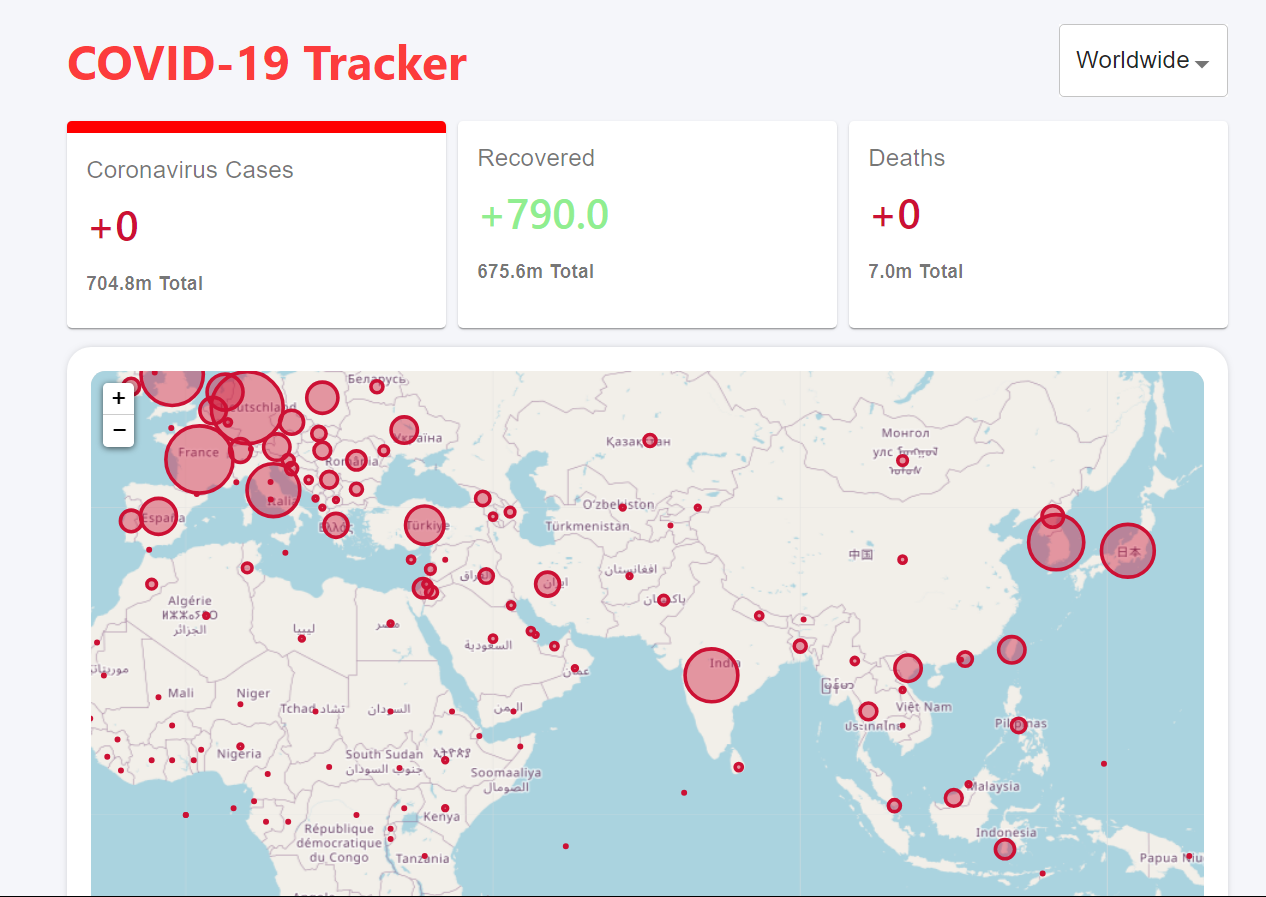 COVID-19 Tracker
Worldwide
Coronavirus Cases
+0
704.8m Total
Recovered
+790.0
675.6m Total
Deaths
+0
7.0m Total
+
−
Беларусь
Deutschland
France
Україна
România
Italia
España
Ελλάς
Türkiye
Қазақстан
Монгол
улс
O'zbekiston
Türkmenistan
افغانستان
پاکستان
ایران
العراق
中国
日本
Algérie
ⵍⵣⵣⴰⵢⴻⵔ
الجزائر
ليبيا
مصر
السعودية
عمان
اليمن
India
Mali
Niger
Tchad تشاد
السودان
Nigeria
South Sudan
جنوب السودان
Soomaaliya
الصومال
Kenya
République
démocratique
du Congo
Tanzania
Việt Nam
ประเทศไทย
Pilipinas
Malaysia
Indonesia
Papua Niu